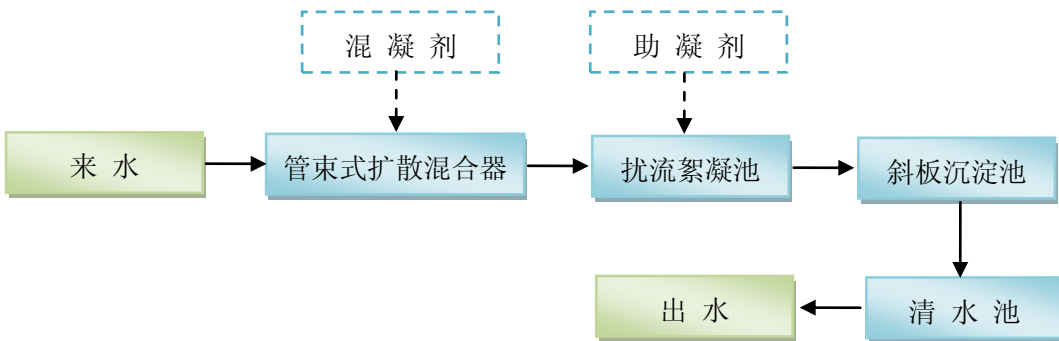 混 凝 剂
助 凝 剂
来 水
管束式扩散混合器
扰流絮凝池
斜板沉淀池
出 水
清 水 池